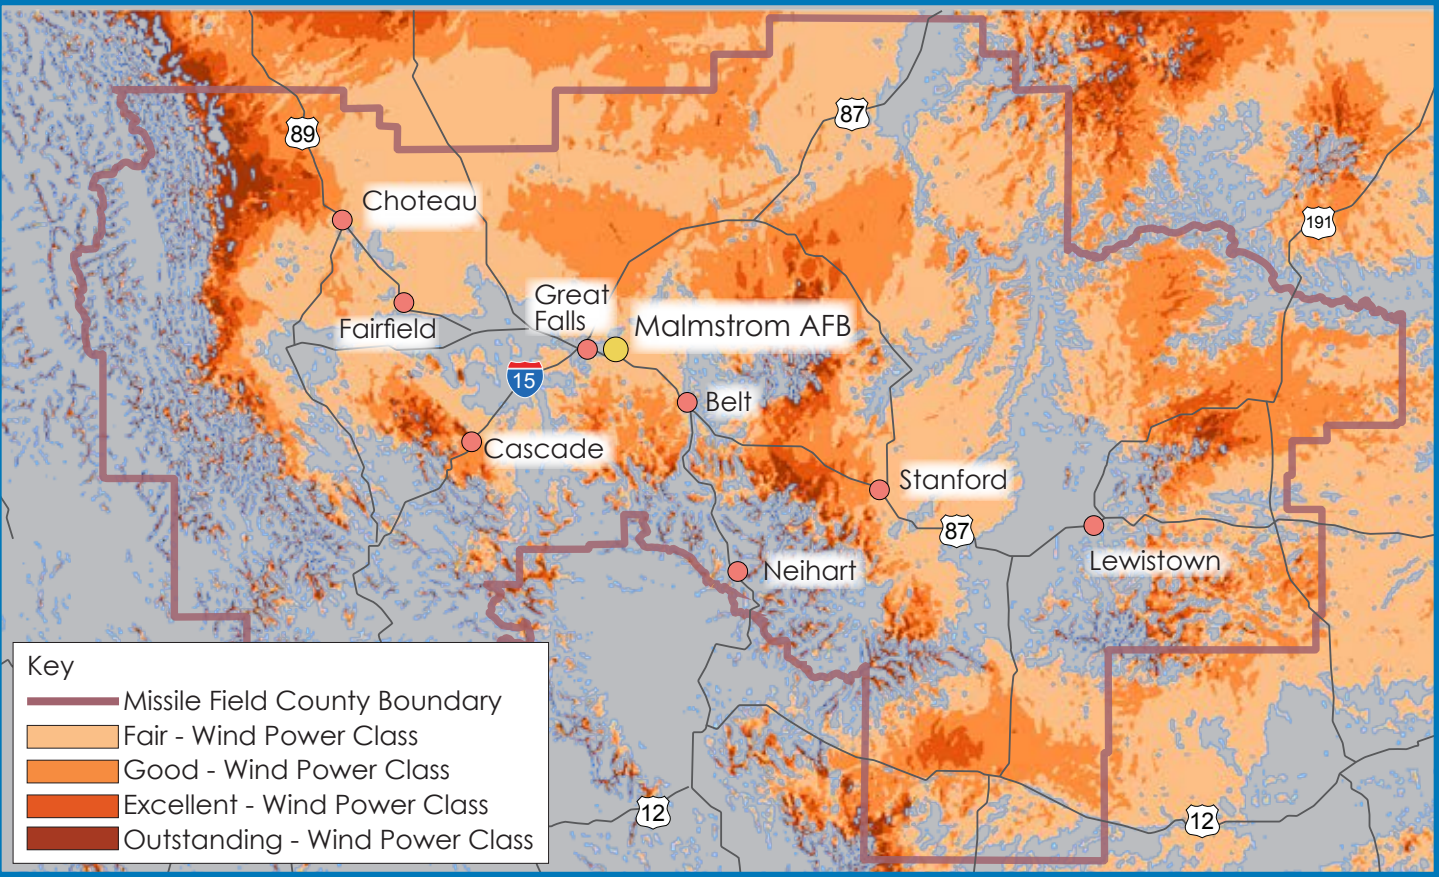 87
89
Choteau
191
Great
Falls
Fairfield
Malmstrom AFB
15
Belt
Cascade
Stanford
87
Lewistown
Neihart
Key
Missile Field County Boundary
Fair - Wind Power Class
Good - Wind Power Class
Excellent - Wind Power Class
Outstanding - Wind Power Class
12
12